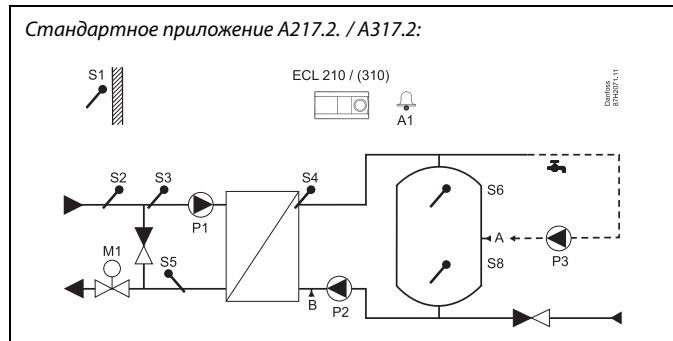 Стандартное приложение A217.2. / A317.2:
S1
ECL 210 / (310)
A1
Danfoss
87H2071.11
S2
S3
S4
P1
S6
A
P3
M1
S5
S8
B
P2